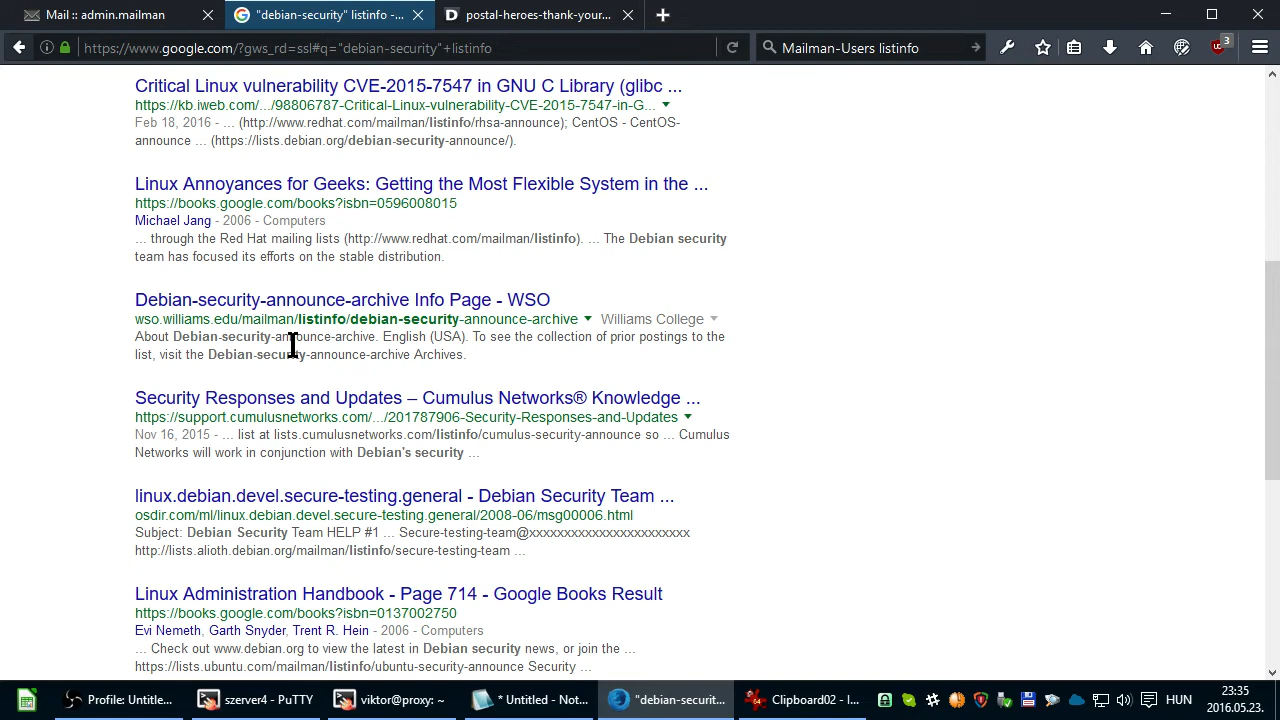 Mail :: admin.mailman
"debian-security" listinfo -...
postal-heroes-thank-your...
https://www.google.com/?gws_rd=ssl#q="debian-security"+listinfo
Mailman-Users listinfo
3
Critical Linux vulnerability CVE-2015-7547 in GNU C Library (glibc ...
https://kb.iweb.com/.../98806787-Critical-Linux-vulnerability-CVE-2015-7547-in-G...
Feb 18, 2016 - ... (http://www.redhat.com/mailman/listinfo/rhsa-announce); CentOS - CentOS-
announce ... (https://lists.debian.org/debian-security-announce/).
Linux Annoyances for Geeks: Getting the Most Flexible System in the ...
https://books.google.com/books?isbn=0596008015
Michael Jang - 2006 - Computers
... through the Red Hat mailing lists (http://www.redhat.com/mailman/listinfo). ... The Debian security
team has focused its efforts on the stable distribution.
Debian-security-announce-archive Info Page - WSO
wso.williams.edu/mailman/listinfo/debian-security-announce-archive Williams College
About Debian-security-announce-archive. English (USA). To see the collection of prior postings to the
list, visit the Debian-security-announce-archive Archives.
Security Responses and Updates – Cumulus Networks® Knowledge ...
https://support.cumulusnetworks.com/.../201787906-Security-Responses-and-Updates
Nov 16, 2015 - ... list at lists.cumulusnetworks.com/listinfo/cumulus-security-announce so ... Cumulus
Networks will work in conjunction with Debian's security ...
linux.debian.devel.secure-testing.general - Debian Security Team ...
osdir.com/ml/linux.debian.devel.secure-testing.general/2008-06/msg00006.html
Subject: Debian Security Team HELP #1 ... Secure-testing-team@xxxxxxxxxxxxxxxxxxxxxxx
http://lists.alioth.debian.org/mailman/listinfo/secure-testing-team ...
Linux Administration Handbook - Page 714 - Google Books Result
https://books.google.com/books?isbn=0137002750
Evi Nemeth, Garth Snyder, Trent R. Hein - 2006 - Computers
... Check out www.debian.org to view the latest in Debian security news, or join the ...
https://lists.ubuntu.com/mailman/listinfo/ubuntu-security-announce Security ...
Profile: Untitle...
szerver4 - PuTTY
viktor@proxy: ~
* Untitled - Not...
"debian-securit...
Clipboard02 - I...
HUN
23:35
2016.05.23.